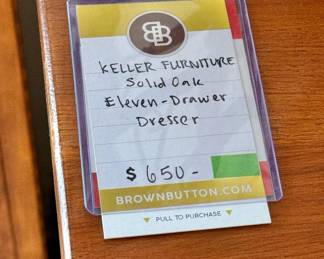 BB
KELLER FURNITURE
Solid Oak
Eleven-Drawer
Dresser
$650-
BROWNBUTTON.COM
PULL TO PURCHASE